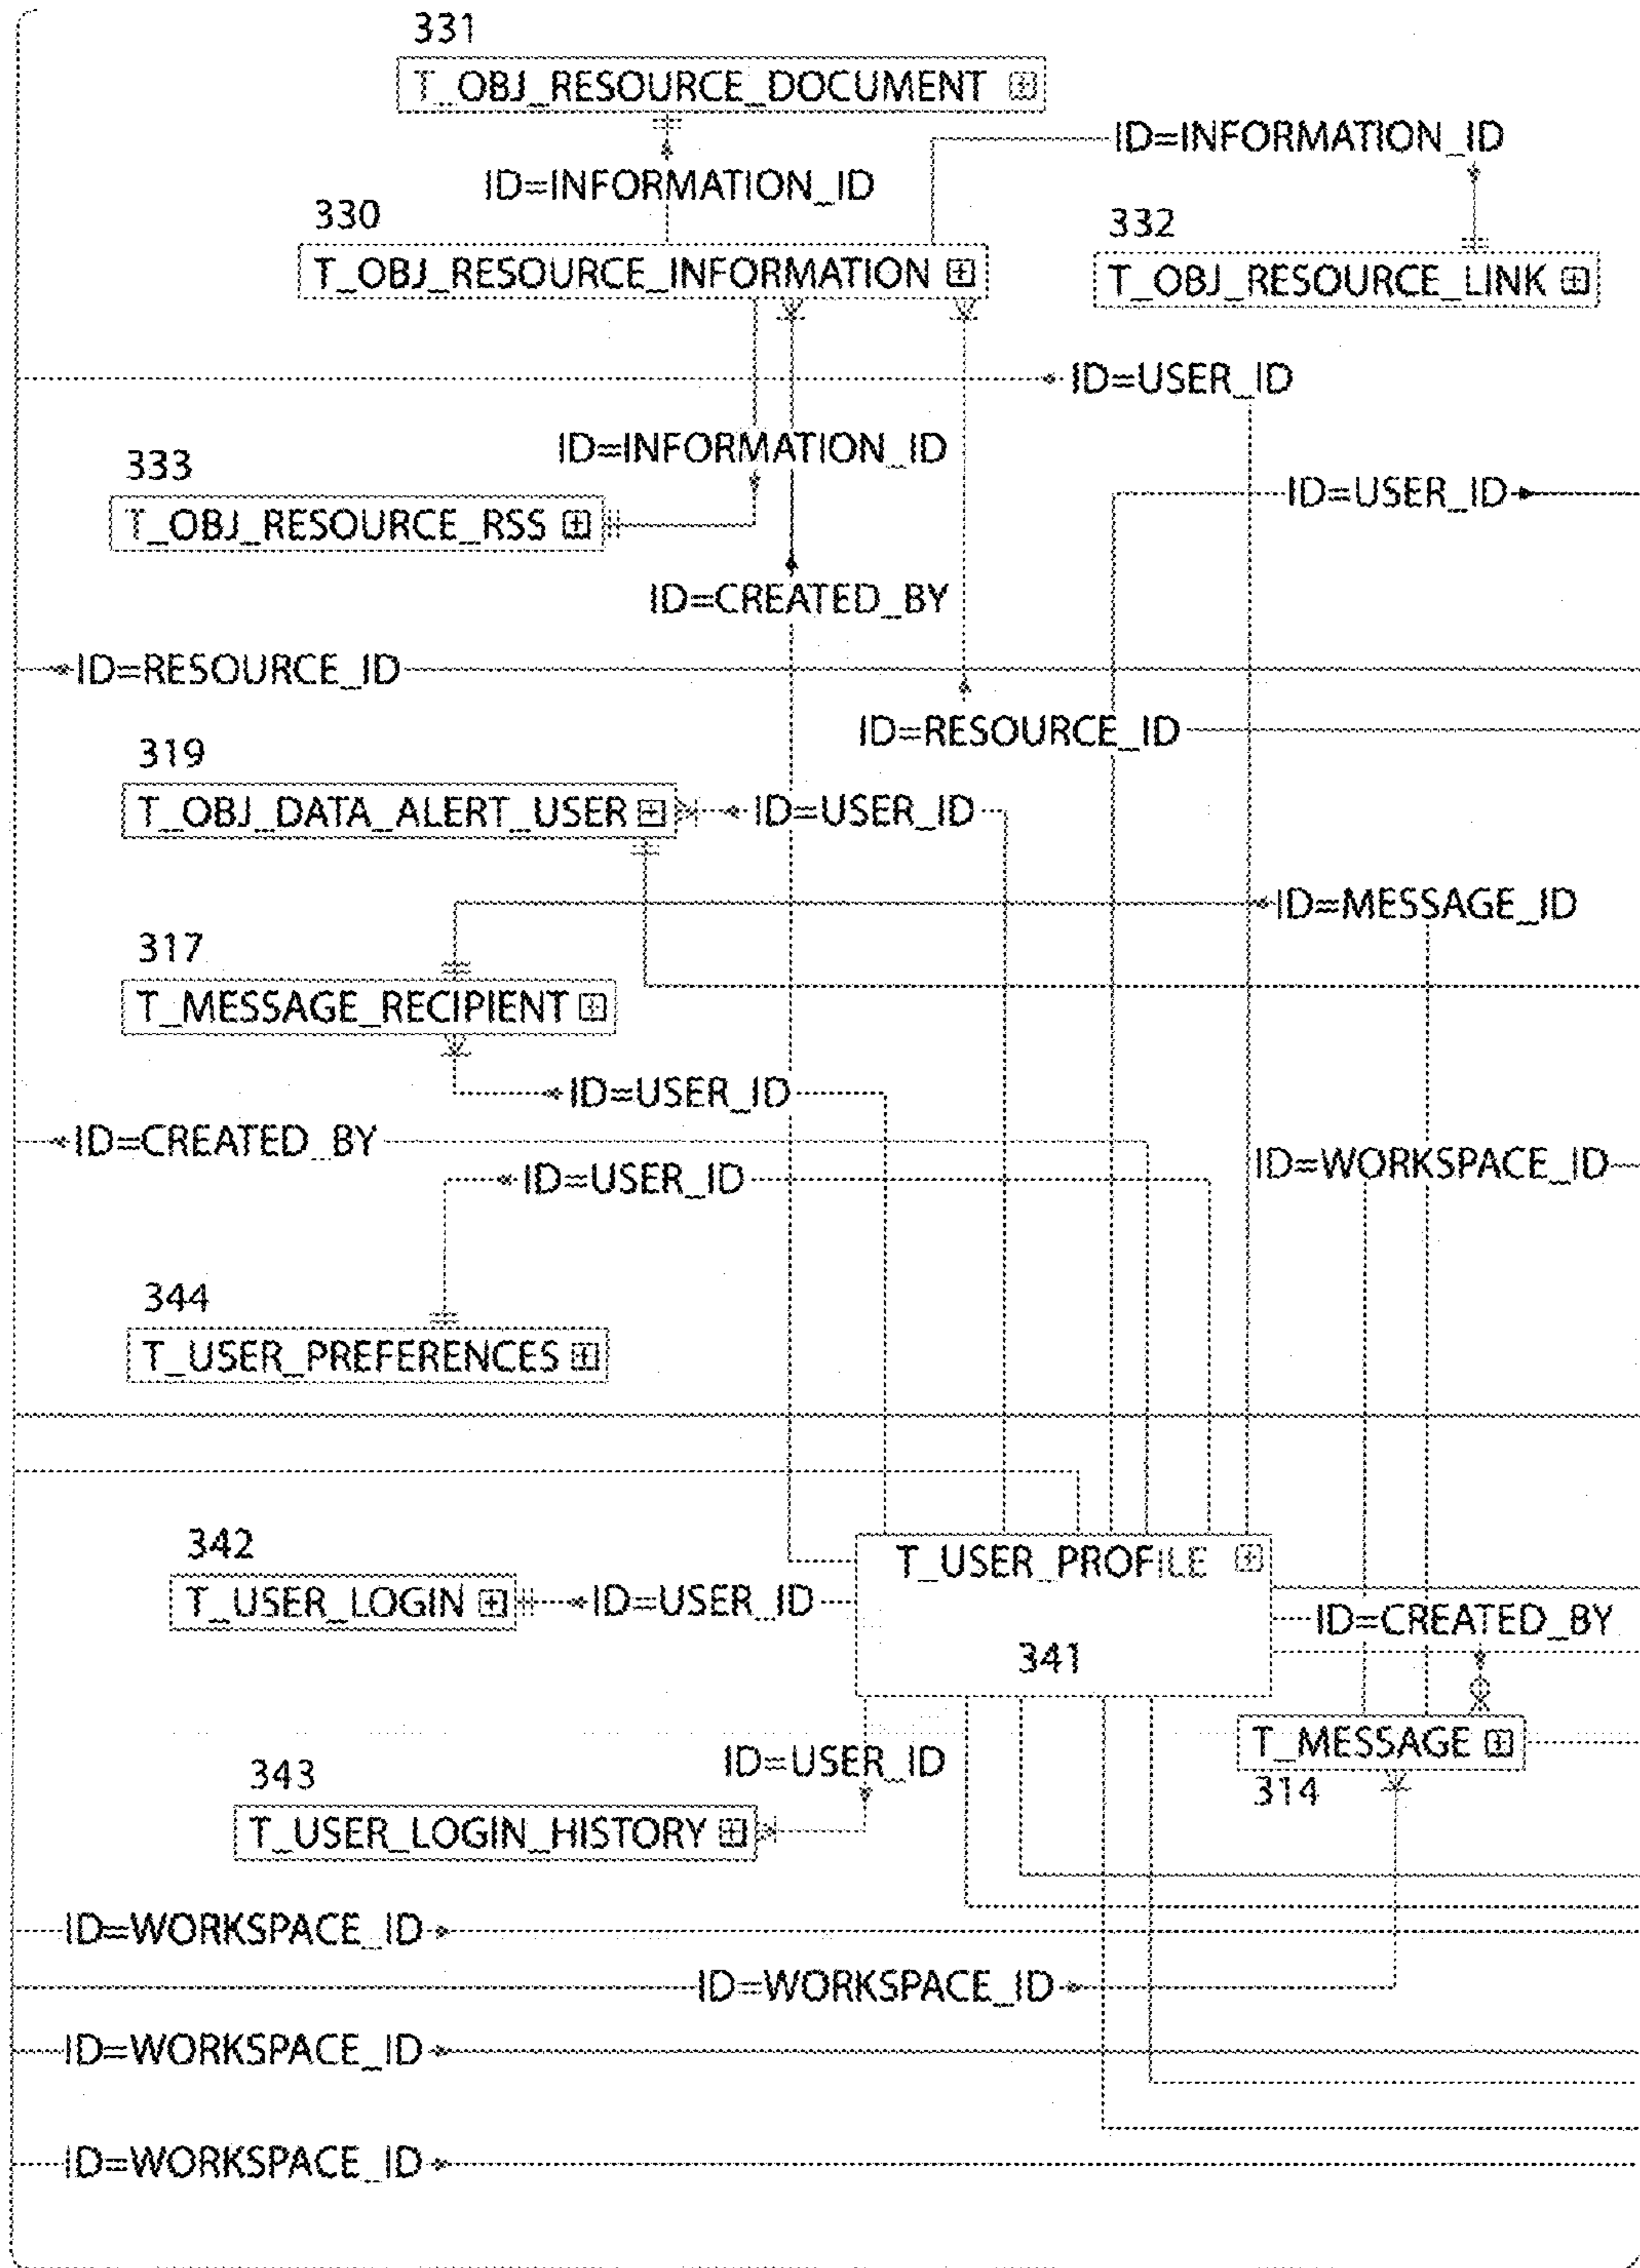 331
T_OBJ_RESOURCE_DOCUMENT
ID=INFORMATION_ID
ID=INFORMATION_ID
330
T_OBJ_RESOURCE_INFORMATION
332
T_OBJ_RESOURCE_LINK
ID=USER_ID
ID=INFORMATION_ID
333
T_OBJ_RESOURCE_RSS
ID=USER_ID
ID=CREATED_BY
ID=RESOURCE_ID
ID=RESOURCE_ID
319
T_OBJ_DATA_ALERT_USER
ID=USER_ID
ID=MESSAGE_ID
317
T_MESSAGE_RECIPIENT
ID=USER_ID
ID=CREATED_BY
ID=USER_ID
ID=WORKSPACE_ID
344
T_USER_PREFERENCES
342
T_USER_LOGIN
ID=USER_ID
T_USER_PROFILE
341
ID=CREATED_BY
T_MESSAGE
314
ID=USER_ID
343
T_USER_LOGIN_HISTORY
ID=WORKSPACE_ID
ID=WORKSPACE_ID
ID=WORKSPACE_ID
ID=WORKSPACE_ID